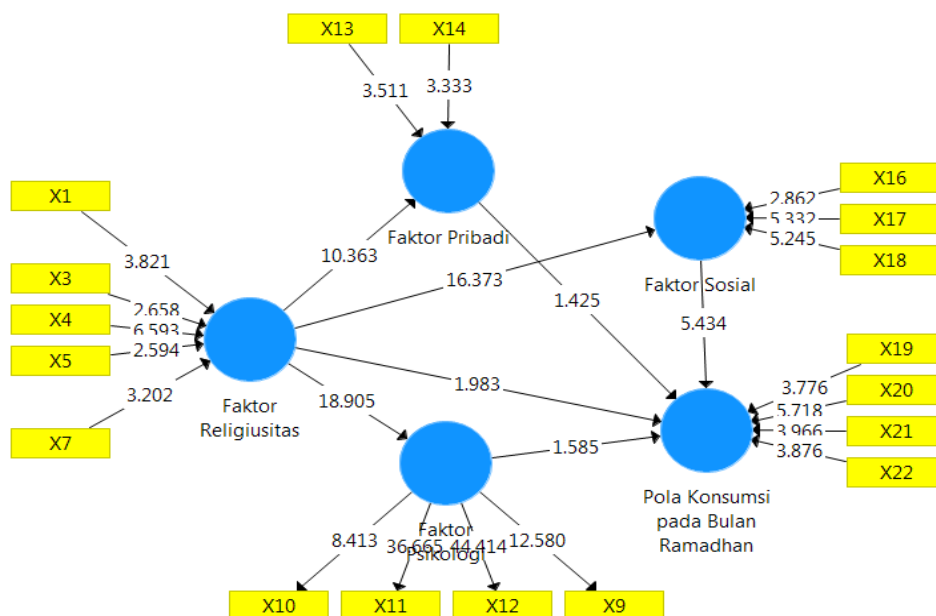 X13
X14
3.511
3.333
Faktor Pribadi
X16
X17
X18
2.862
5.332
5.245
Faktor Sosial
X1
X3
X4
X5
X7
3.821
2.658
6.593
2.594
3.202
Faktor
Religiusitas
10.363
16.373
1.425
5.434
1.983
18.905
1.585
X19
X20
X21
X22
3.776
5.718
3.966
3.876
Pola Konsumsi
pada Bulan
Ramadhan
Faktor
Psikologi
8.413
36.665
44.414
12.580
X10
X11
X12
X9